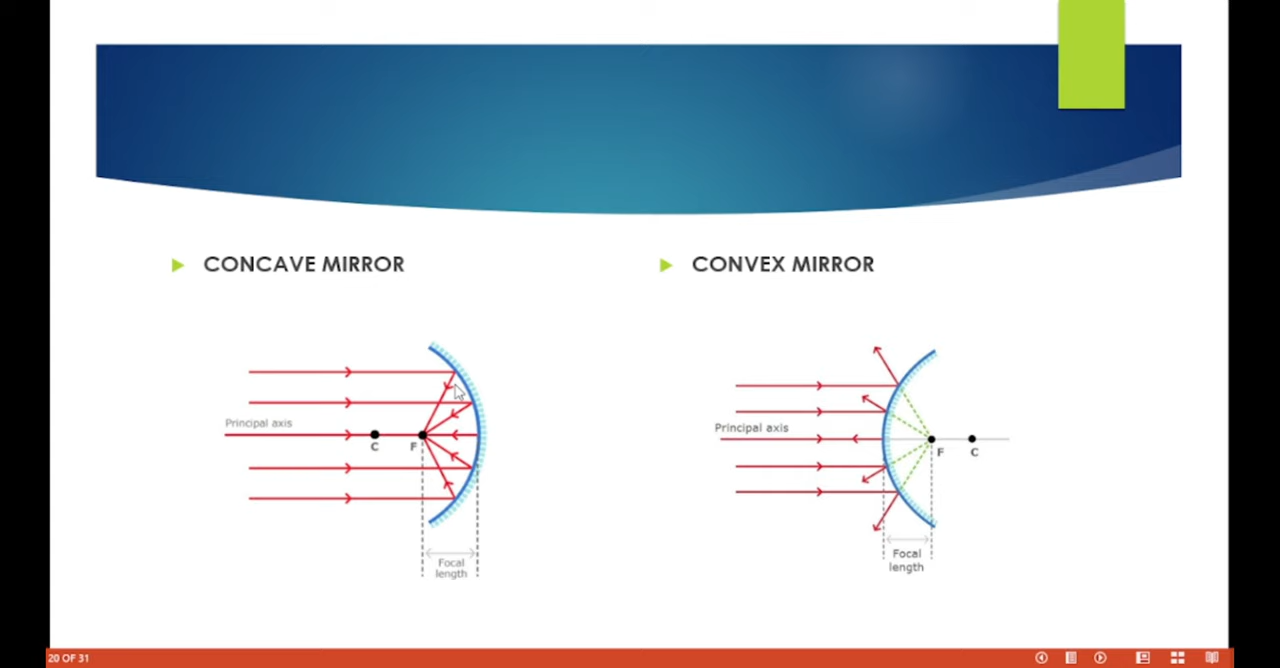 CONCAVE MIRROR
Principal axis
C
F
Focal
length
CONVEX MIRROR
Principal axis
F
C
Focal
length
20 OF 31